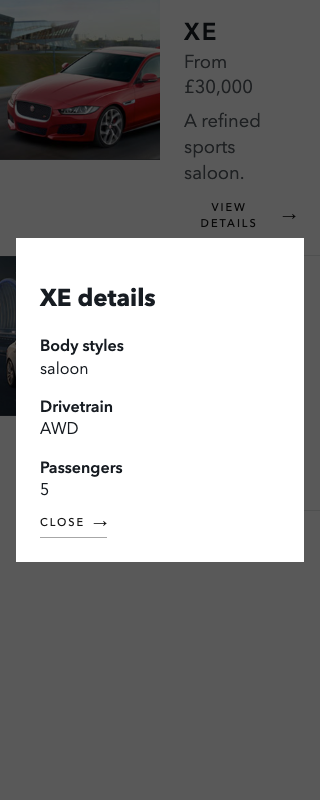 XE
From
£30,000
A refined
sports
saloon.
VIEW
DETAILS →
XE details
Body styles
saloon
Drivetrain
AWD
Passengers
5
CLOSE →